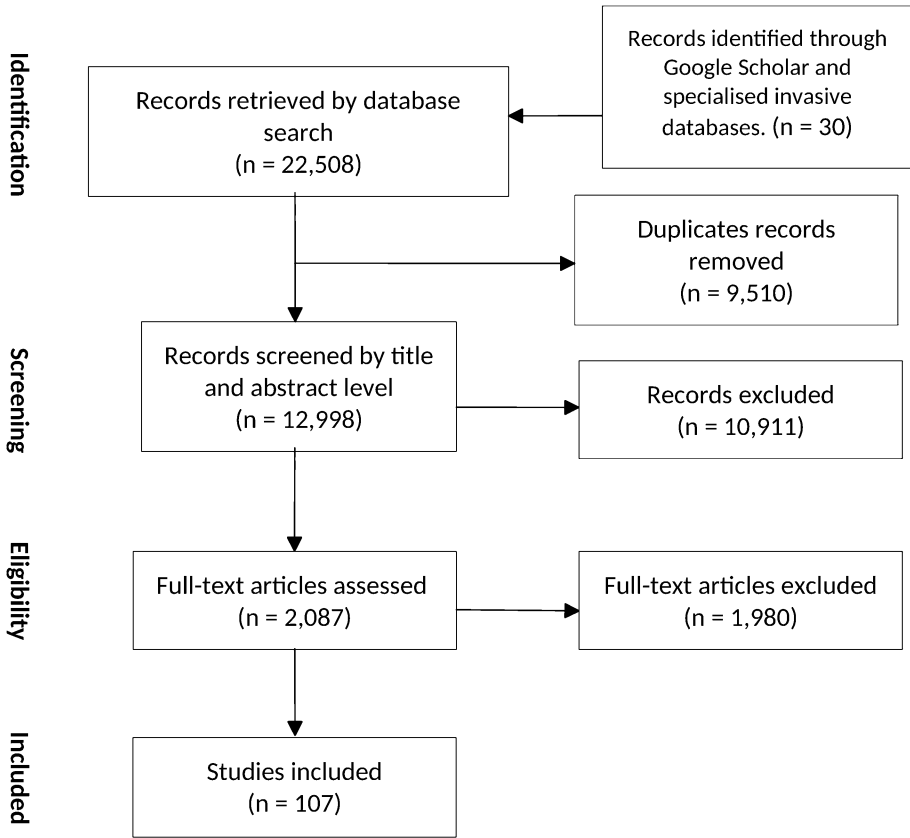 Identification
Records identified through
Google Scholar and
specialised invasive
databases. (n = 30)
Records retrieved by database
search
(n = 22,508)
Duplicates records
removed
(n = 9,510)
Screening
Records screened by title
and abstract level
(n = 12,998)
Records excluded
(n = 10,911)
Eligibility
Full-text articles assessed
(n = 2,087)
Full-text articles excluded
(n = 1,980)
Included
Studies included
(n = 107)